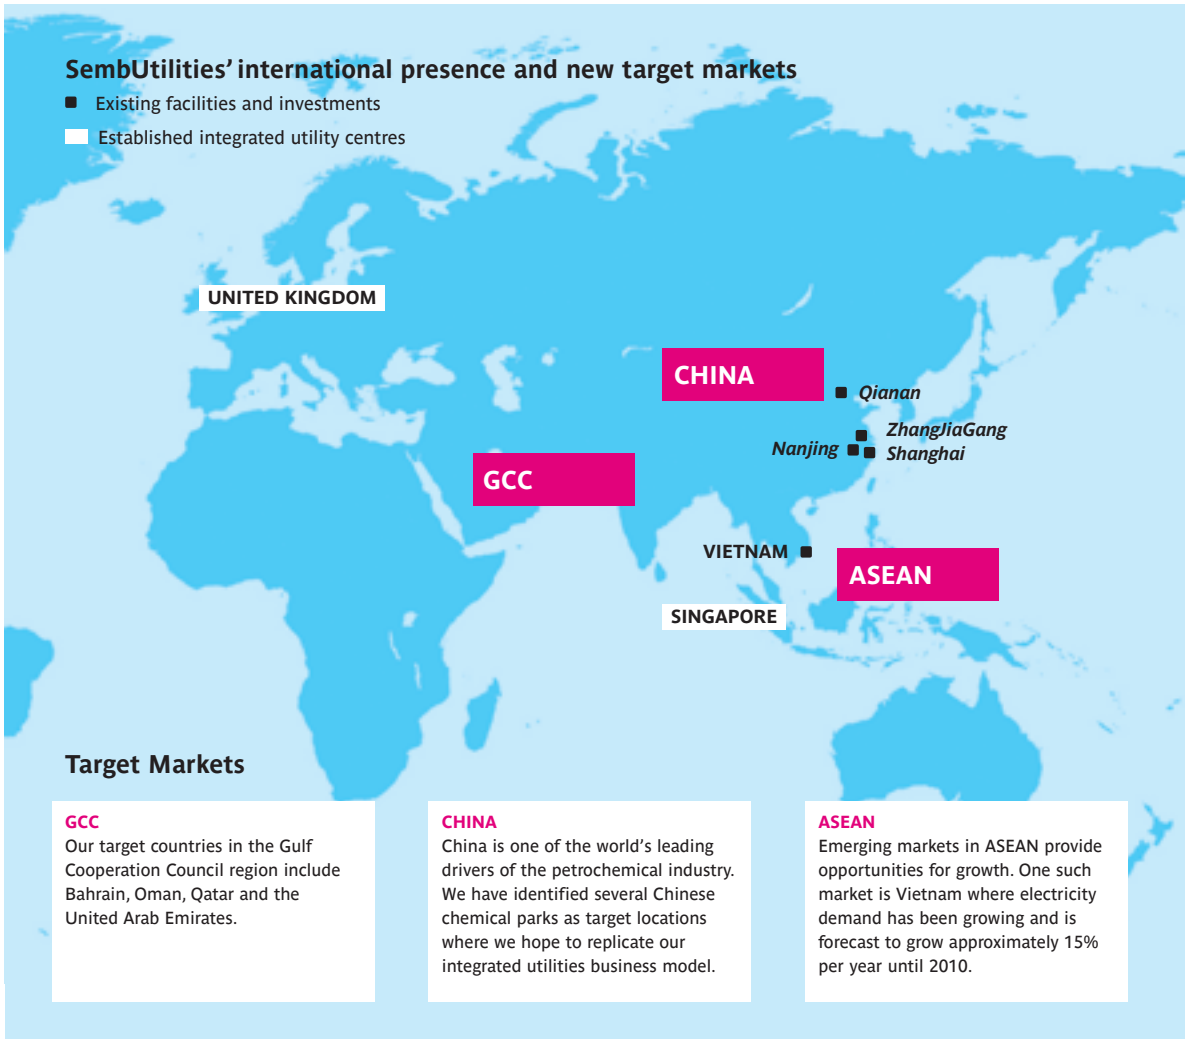 SembUtilities’ international presence and new target markets
Existing facilities and investments
Established integrated utility centres
UNITED KINGDOM
CHINA
Qianan
ZhangJiaGang
Nanjing
Shanghai
GCC
VIETNAM
ASEAN
SINGAPORE
Target Markets
GCC
Our target countries in the Gulf
Cooperation Council region include
Bahrain, Oman, Qatar and the
United Arab Emirates.
CHINA
China is one of the world’s leading
drivers of the petrochemical industry.
We have identified several Chinese
chemical parks as target locations
where we hope to replicate our
integrated utilities business model.
ASEAN
Emerging markets in ASEAN provide
opportunities for growth. One such
market is Vietnam where electricity
demand has been growing and is
forecast to grow approximately 15%
per year until 2010.